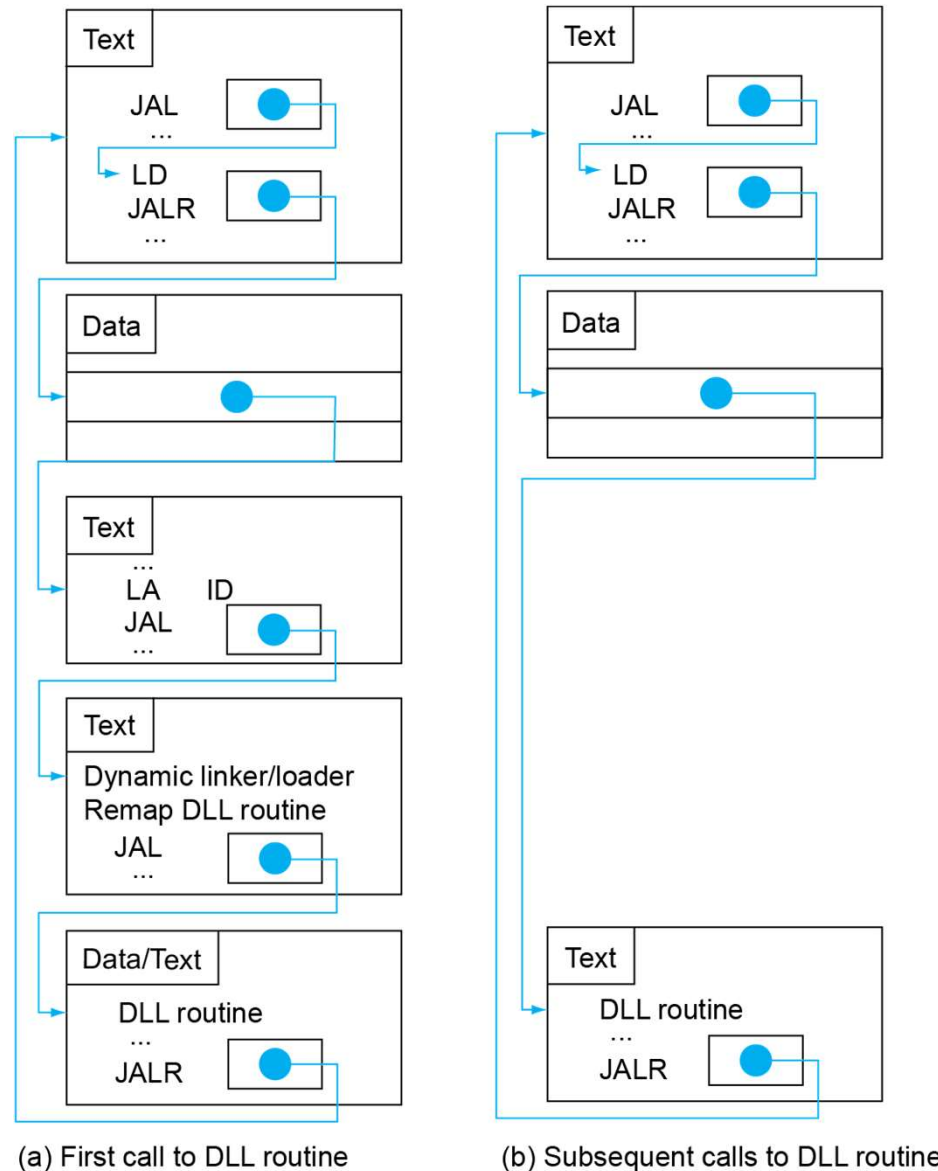 Text
JAL
...
LD
JALR
...
Data
Text
...
LA ID
JAL
...
Text
Dynamic linker/loader
Remap DLL routine
JAL
...
Data/Text
DLL routine
...
JALR
(a) First call to DLL routine
Text
JAL
...
LD
JALR
...
Data
Text
DLL routine
...
JALR
(b) Subsequent calls to DLL routine